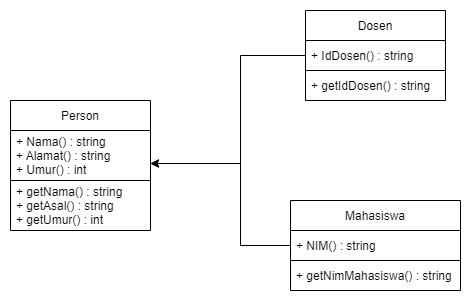 Dosen
+ IdDosen() : string
+ getIdDosen() : string
Person
+ Nama() : string
+ Alamat() : string
+ Umur() : int
+ getNama() : string
+ getAsal() : string
+ getUmur() : int
Mahasiswa
+ NIM() : string
+ getNimMahasiswa() : string